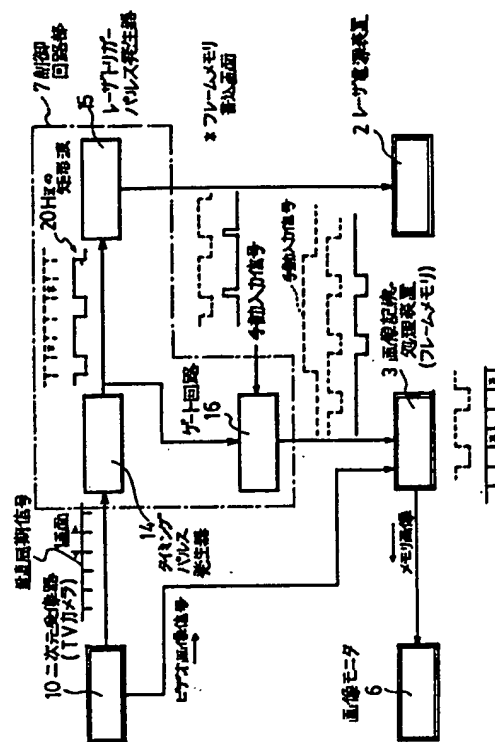 7 制御
回路部
15
レーザトリガー
パルス発生器
20Hzの
矩形波
*フレームメモリ
書込画面
2 レーザ電源装置
手動入力信号
手動入力信号
ゲート回路
16
3 画像記憶
処理装置
(フレームメモリ)
垂直同期信号
画面
14
タイミング
パルス
発生器
10 二次元受像器
(TVカメラ)
ビデオ画像信号
メモリ画像
画像モニタ
6